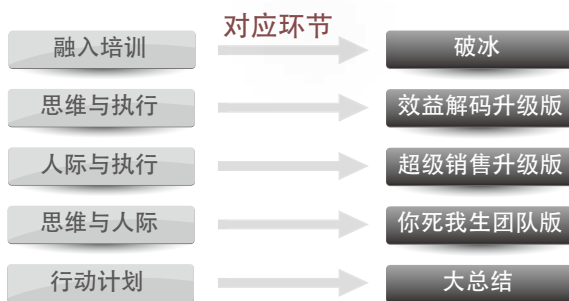 对应环节
融入培训 破冰
思维与执行 效益解码升级版
人际与执行 超级销售升级版
思维与人际 你死我生团队版
行动计划 大总结